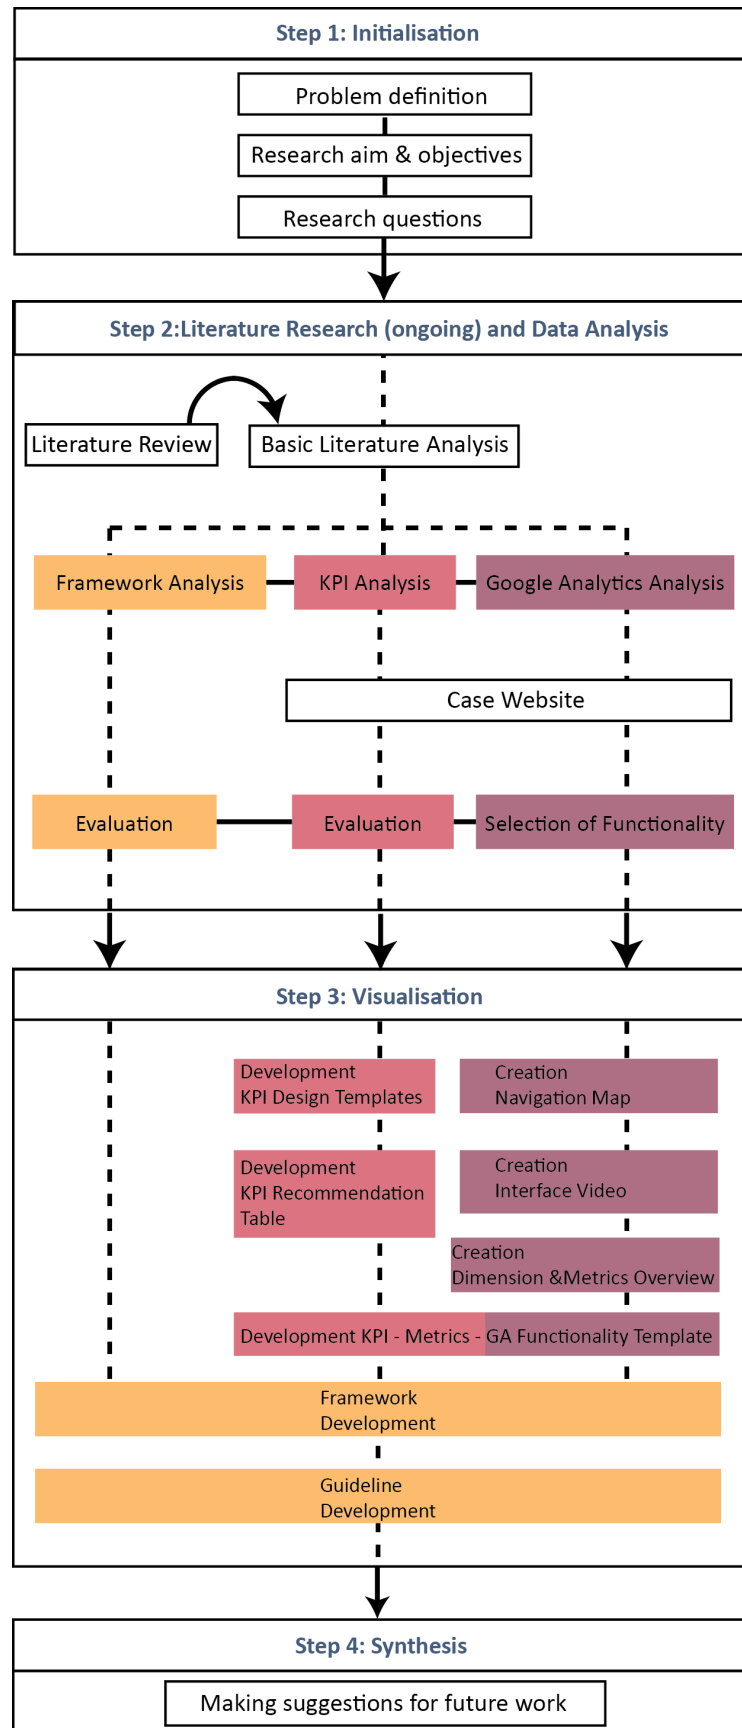 Step 1: Initialisation
Problem definition
Research aim & objectives
Research questions
Step 2:Literature Research (ongoing) and Data Analysis
Literature Review
Basic Literature Analysis
Framework Analysis
KPI Analysis
Google Analytics Analysis
Case Website
Evaluation
Evaluation
Selection of Functionality
Step 3: Visualisation
Development
KPI Design Templates
Creation
Navigation Map
Development
KPI Recommendation
Table
Creation
Interface Video
Creation
Dimension &Metrics Overview
Development KPI - Metrics - GA Functionality Template
Framework
Development
Guideline
Development
Step 4: Synthesis
Making suggestions for future work